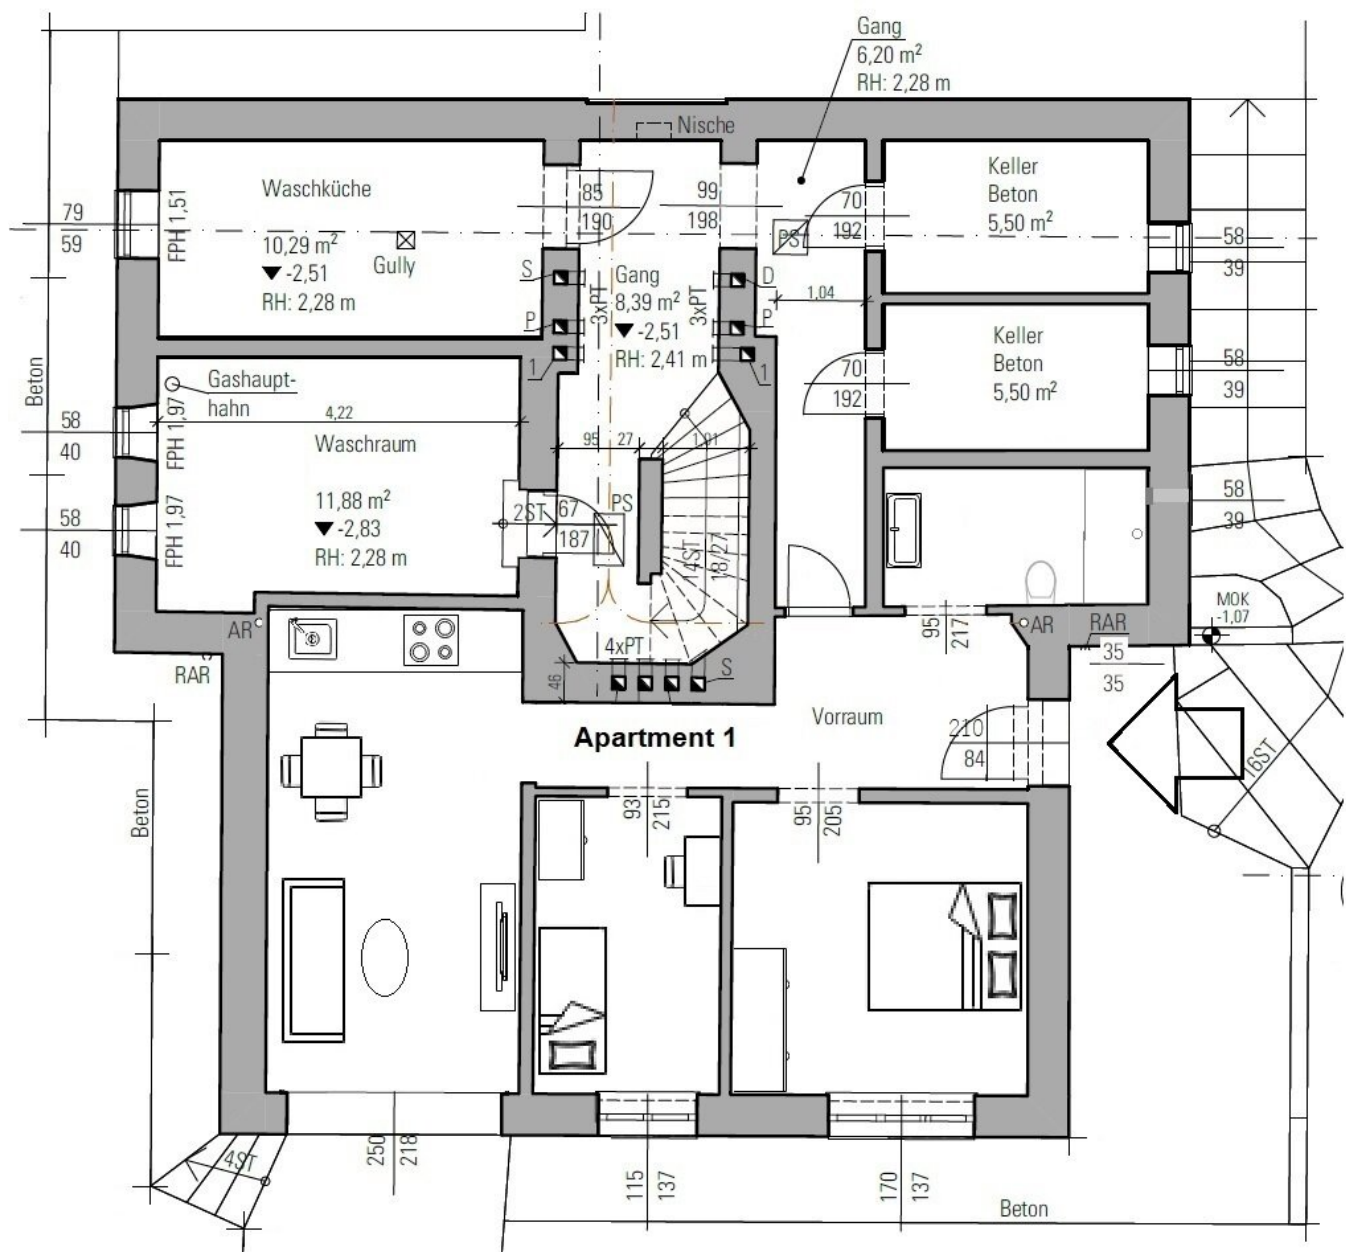 Gang
6,20 m²
RH: 2,28 m
Nische
Waschküche
10,29 m²
-2,51
RH: 2,28 m
Gully
FPH 1,51
79
59
85
190
99
198
70
192
PS
Keller
Beton
5,50 m²
58
39
S
P
1
3xPT
Gang
8,39 m²
-2,51
RH: 2,41 m
3xPT
D
P
1
1,04
Keller
Beton
5,50 m²
70
192
58
39
Beton
Gashaupt-
hahn
4,22
Waschraum
11,88 m²
-2,83
RH: 2,28 m
FPH 1,97
FPH 1,97
58
40
58
40
95
27
1,01
2ST
67
187
PS
14ST
18/27
58
39
MOK
-1,07
AR
RAR
4xPT
S
46
95
217
AR
RAR
35
35
Vorraum
210
84
Apartment 1
16ST
93
215
95
205
Beton
4ST
250
218
115
137
170
137
Beton